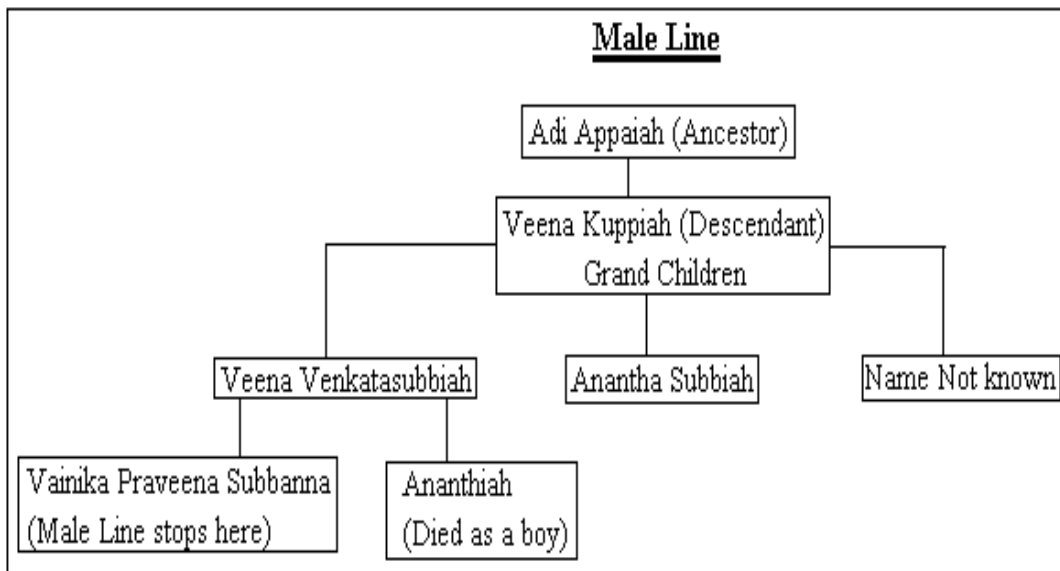 Male Line
Adi Appaiah (Ancestor)
Veena Kuppiah (Descendant)
Grand Children
Veena Venkatasubbiah
Anantha Subbiah
Name Not known
Vainika Praveena Subbanna
(Male Line stops here)
Ananthiah
(Died as a boy)